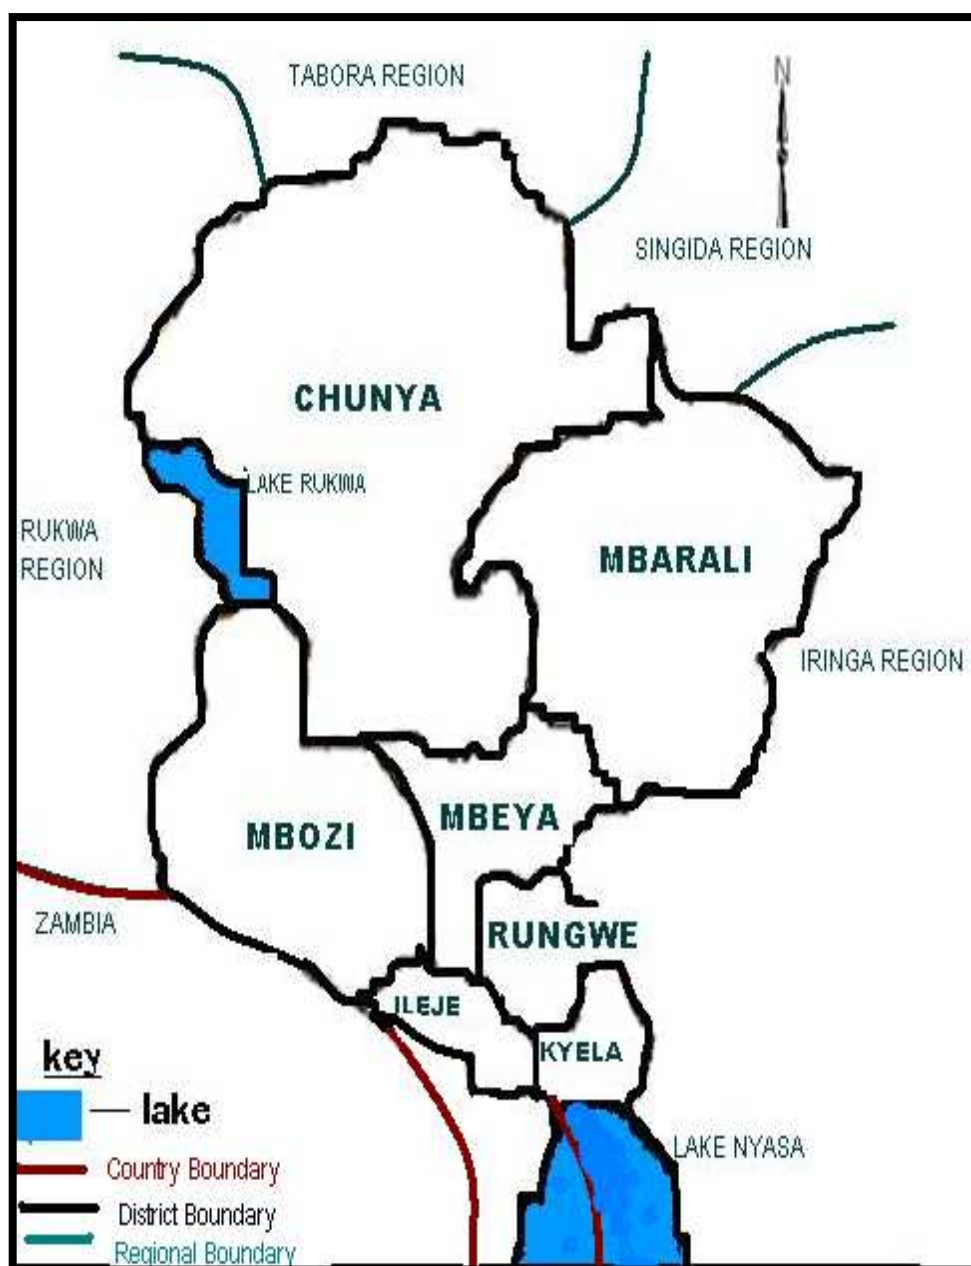 N
TABORA REGION
SINGIDA REGION
CHUNYA
LAKE RUKWA
RUKWA
REGION
MBARALI
IRINGA REGION
MBEYA
MBOZI
ZAMBIA
RUNGWE
ILEJE
KYELA
key
lake
LAKE NYASA
Country Boundary
District Boundary
Regional Boundary